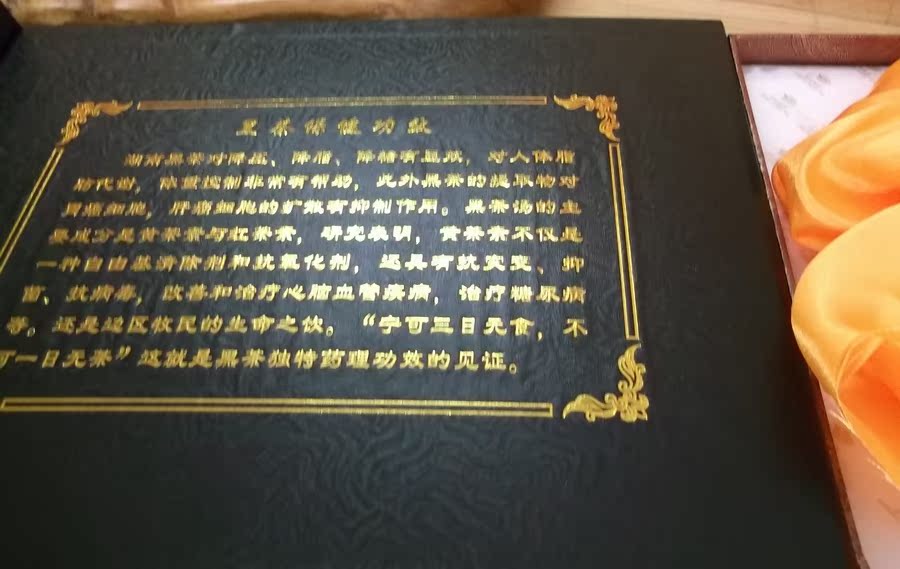 黑茶保健功效
湖南黑茶对降压、降脂、降糖有显效，对人体脂
肪代谢，体重控制非常有帮助，此外黑茶的提取物对
胃癌细胞，肝癌细胞的扩散有抑制作用。黑茶汤的主
要成分是茶黄素与红茶素，研究表明，黄茶素不仅是
一种自由基清除剂和抗氧化剂，还具有抗突变、抑
菌、抗病毒，改善和治疗心脑血管疾病，治疗糖尿病
等。还是边区牧民的生命之饮。“宁可三日无食，不
可一日无茶”这就是黑茶独特药理功效的见证。